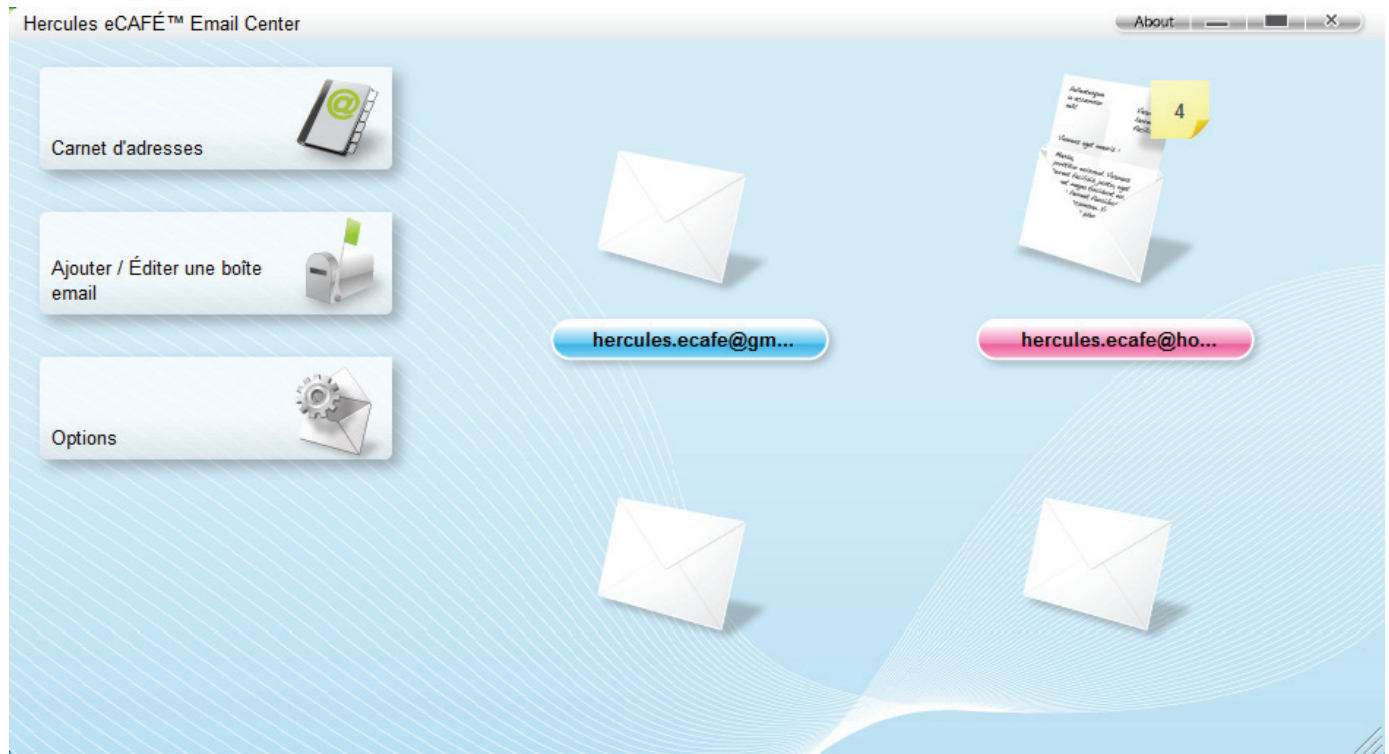 Hercules eCAFÉ™ Email Center
About
Carnet d'adresses
4
Ajouter / Éditer une boîte
email
hercules.ecafe@gm...
hercules.ecafe@ho...
Options